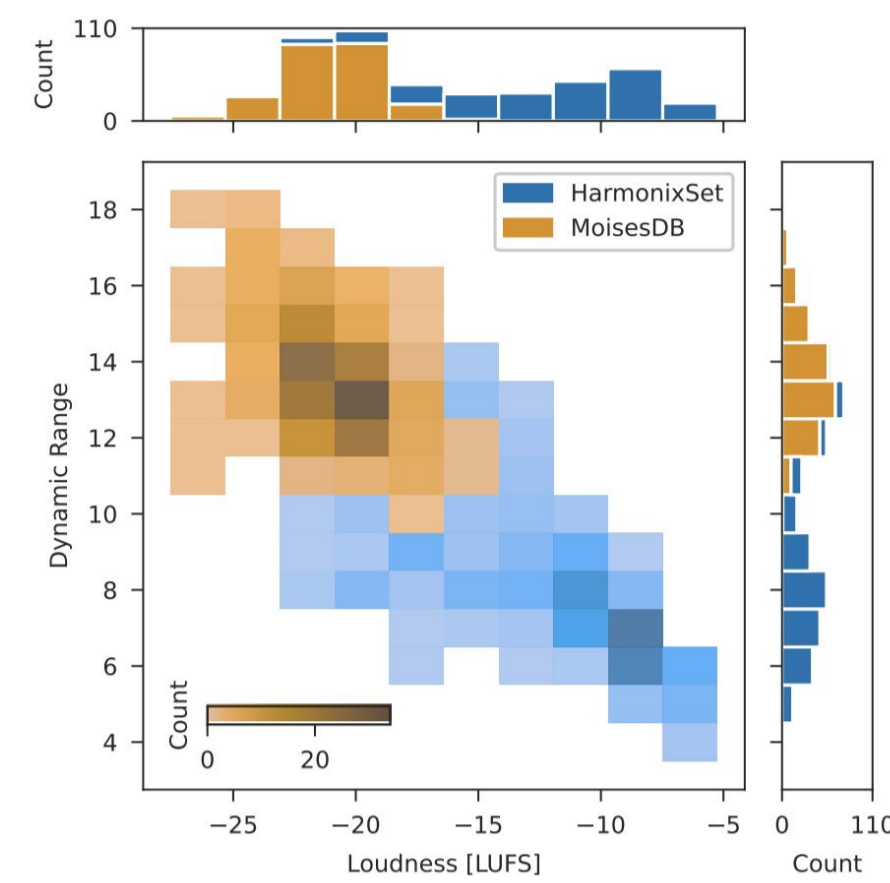 110
Count
0
HarmonixSet
MoisesDB
18
16
14
12
10
8
6
4
Dynamic Range
Count
0 20
−25 −20 −15 −10 −5
Loudness [LUFS]
0 110
Count